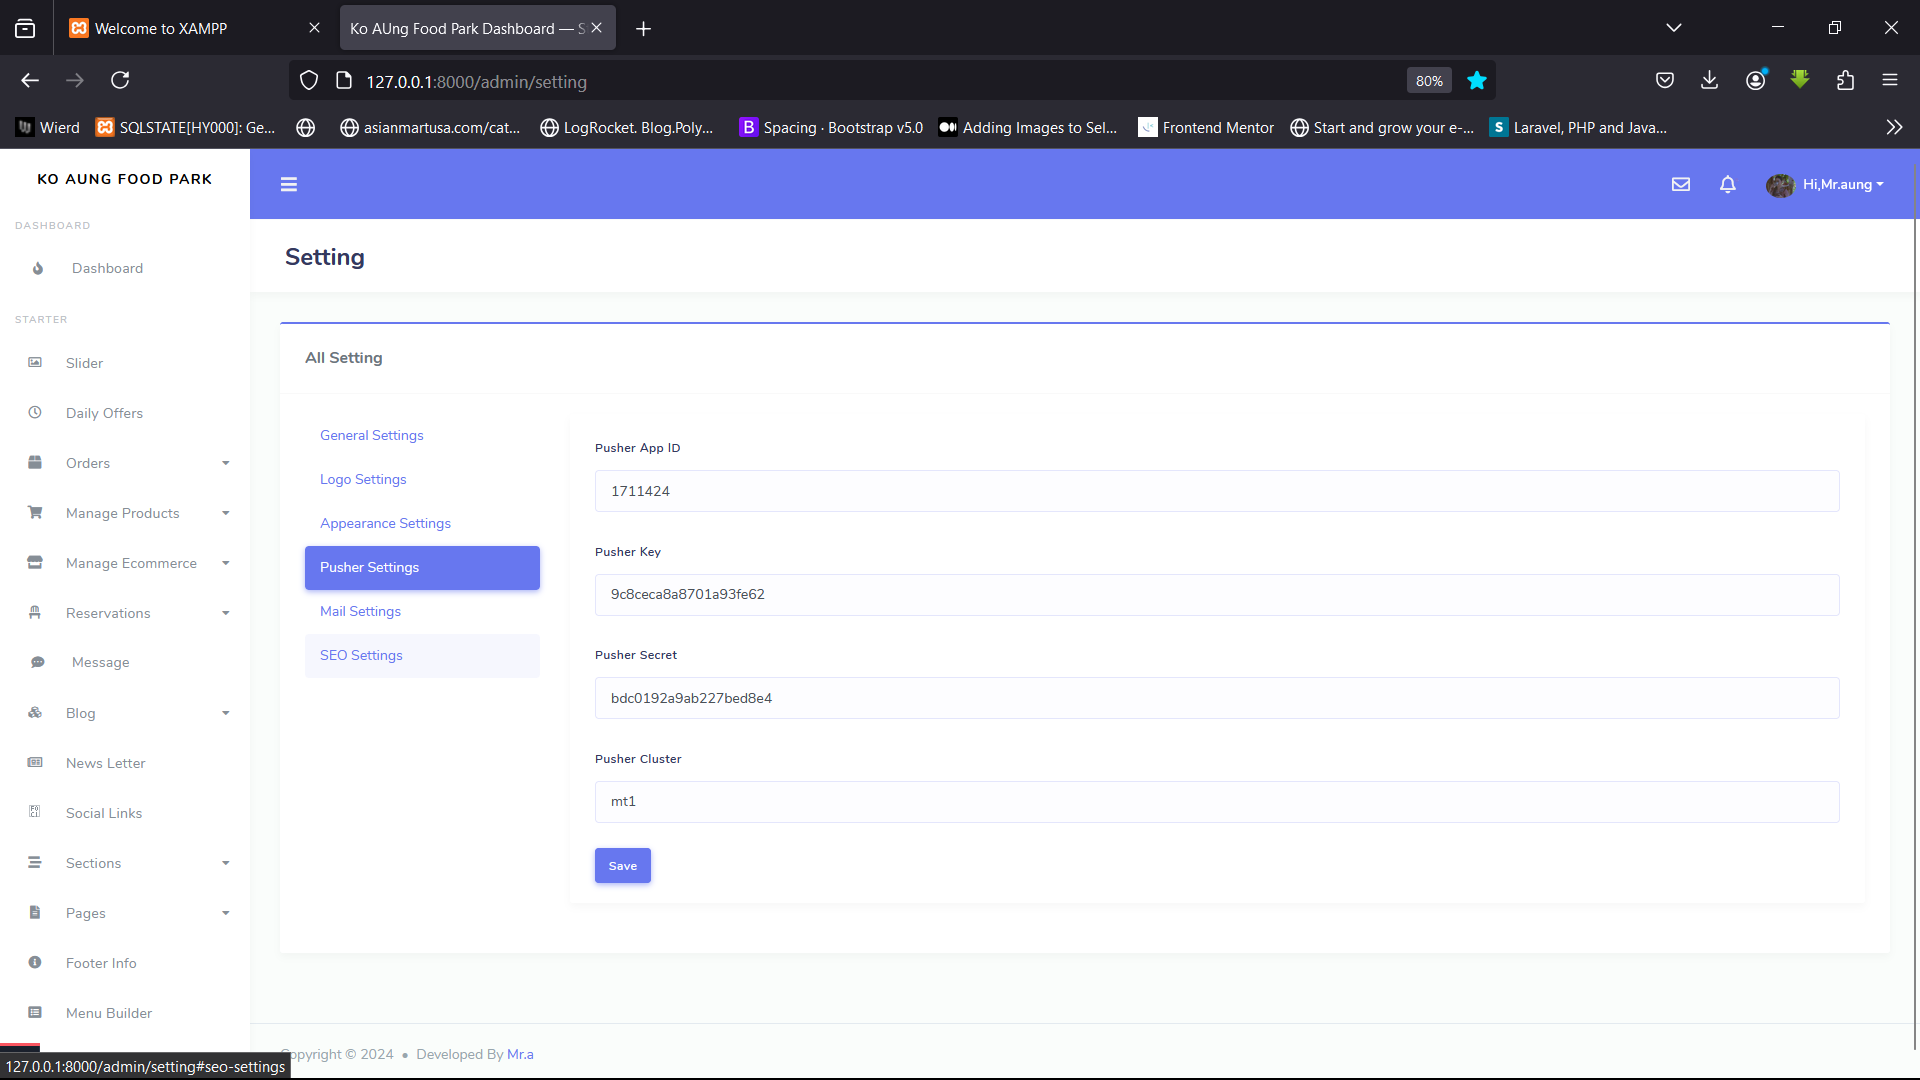 Welcome to XAMPP
Ko AUng Food Park Dashboard — S
127.0.0.1:8000/admin/setting
80%
Wierd
SQLSTATE[HY000]: Ge...
asianmartusa.com/cat...
LogRocket. Blog.Poly...
Spacing · Bootstrap v5.0
Adding Images to Sel...
Frontend Mentor
Start and grow your e-...
Laravel, PHP and Java...
KO AUNG FOOD PARK
Hi,Mr.aung
DASHBOARD
Dashboard
STARTER
Slider
Daily Offers
Orders
Manage Products
Manage Ecommerce
Reservations
Message
Blog
News Letter
Social Links
Sections
Pages
Footer Info
Menu Builder
Setting
All Setting
General Settings
Logo Settings
Appearance Settings
Pusher Settings
Mail Settings
SEO Settings
Pusher App ID
1711424
Pusher Key
9c8ceca8a8701a93fe62
Pusher Secret
bdc0192a9ab227bed8e4
Pusher Cluster
mt1
Save
Copyright © 2024 • Developed By Mr.a
127.0.0.1:8000/admin/setting#seo-settings